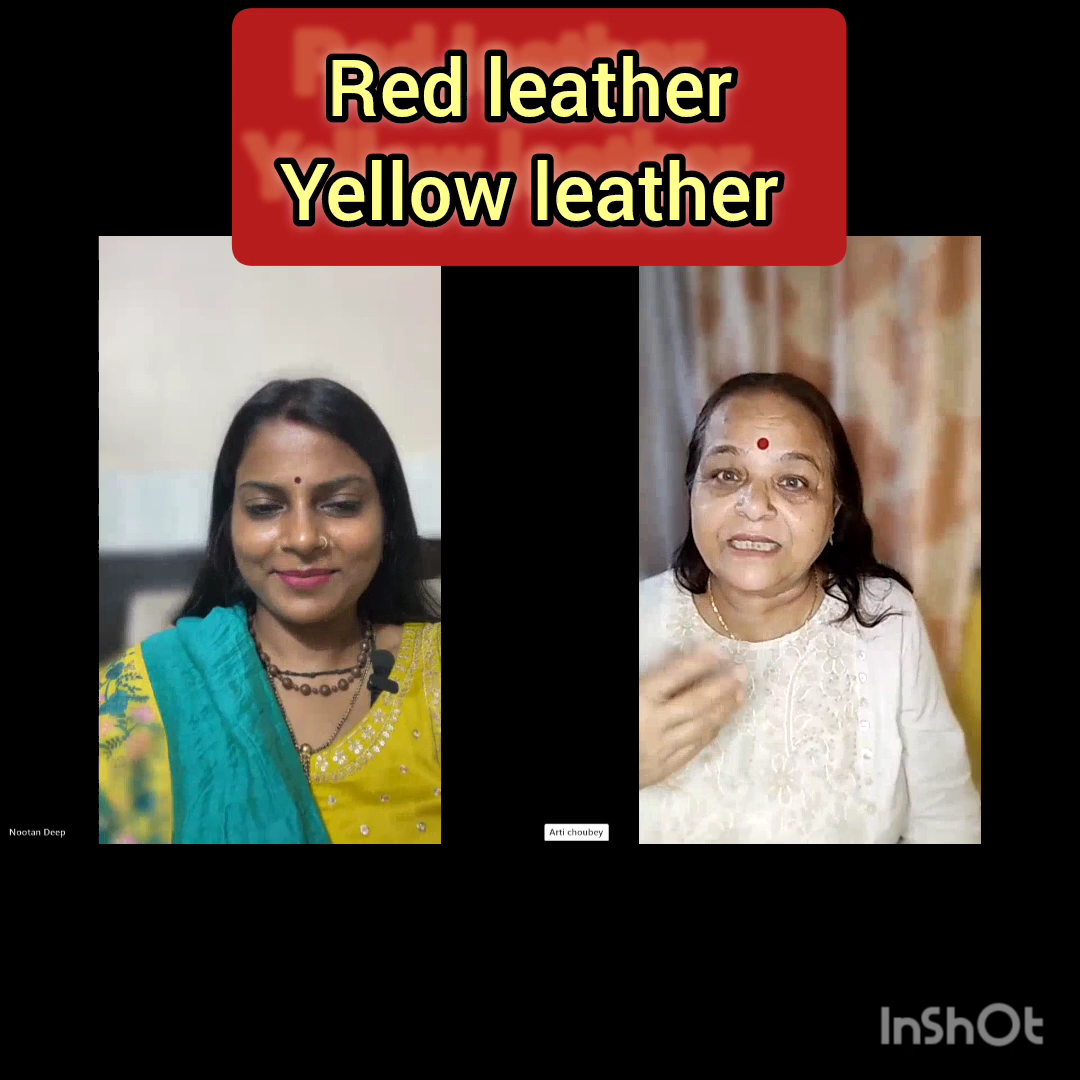 Red leather
Yellow leather
Nootan Deep
Arti choubey
InShOt